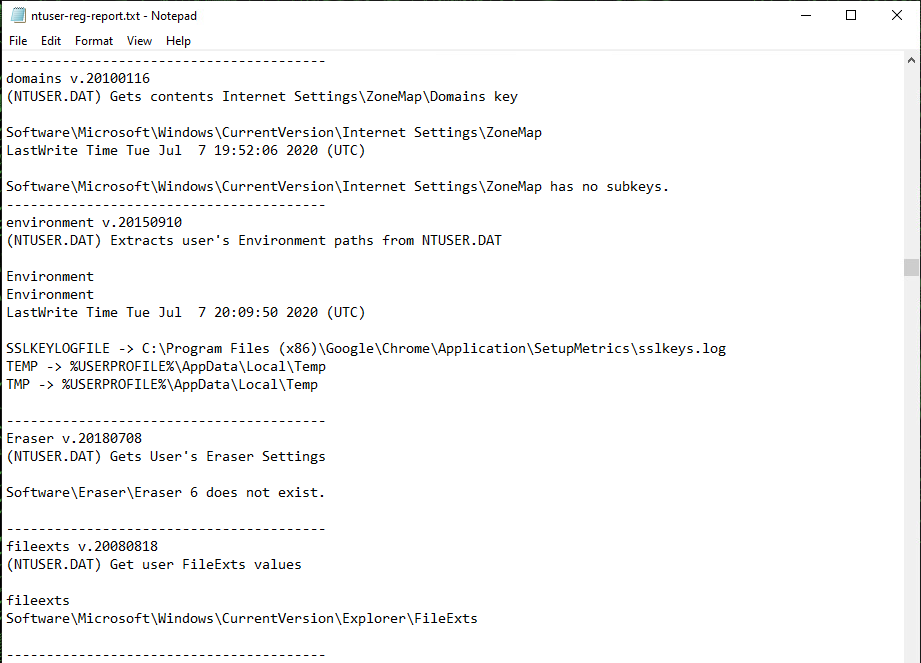 ntuser-reg-report.txt - Notepad
File Edit Format View Help
----------------------------------------
domains v.20100116
(NTUSER.DAT) Gets contents Internet Settings\ZoneMap\Domains key
Software\Microsoft\Windows\CurrentVersion\Internet Settings\ZoneMap
LastWrite Time Tue Jul  7 19:52:06 2020 (UTC)
Software\Microsoft\Windows\CurrentVersion\Internet Settings\ZoneMap has no subkeys.
----------------------------------------
environment v.20150910
(NTUSER.DAT) Extracts user's Environment paths from NTUSER.DAT
Environment
Environment
LastWrite Time Tue Jul  7 20:09:50 2020 (UTC)
SSLKEYLOGFILE -> C:\Program Files (x86)\Google\Chrome\Application\SetupMetrics\sslkeys.log
TEMP -> %USERPROFILE%\AppData\Local\Temp
TMP -> %USERPROFILE%\AppData\Local\Temp
----------------------------------------
Eraser v.20180708
(NTUSER.DAT) Gets User's Eraser Settings
Software\Eraser\Eraser 6 does not exist.
----------------------------------------
fileexts v.20080818
(NTUSER.DAT) Get user FileExts values
fileexts
Software\Microsoft\Windows\CurrentVersion\Explorer\FileExts
----------------------------------------